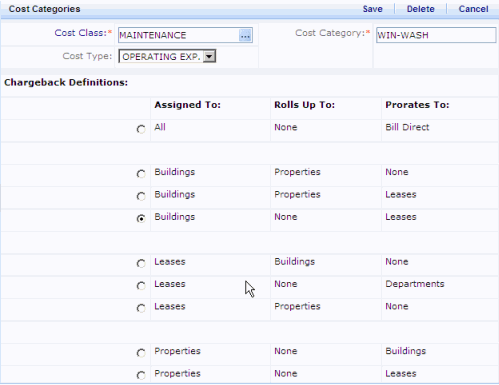 Cost Categories Save Delete Cancel
Cost Class:* MAINTENANCE ... Cost Category:* WIN-WASH
Cost Type: OPERATING EXP.
Chargeback Definitions:
Assigned To: Rolls Up To: Prorates To:
All None Bill Direct
Buildings Properties None
Buildings Properties Leases
Buildings None Leases
Leases Buildings None
Leases None Departments
Leases Properties None
Properties None Buildings
Properties None Leases